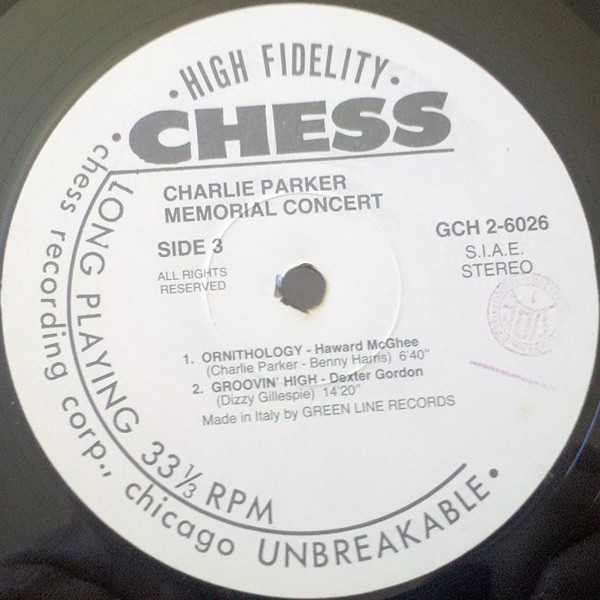 • HIGH FIDELITY •
CHESS
CHARLIE PARKER
MEMORIAL CONCERT
SIDE 3
ALL RIGHTS
RESERVED
GCH 2-6026
S.I.A.E.
STEREO
1. ORNITHOLOGY - Haward McGhee
(Charlie Parker - Benny Harris) 6'40"
2. GROOVIN' HIGH - Dexter Gordon
(Dizzy Gillespie) 14'20"
Made in Italy by GREEN LINE RECORDS
LONG PLAYING 33 1/3 RPM
• chess recording corp., chicago UNBREAKABLE •